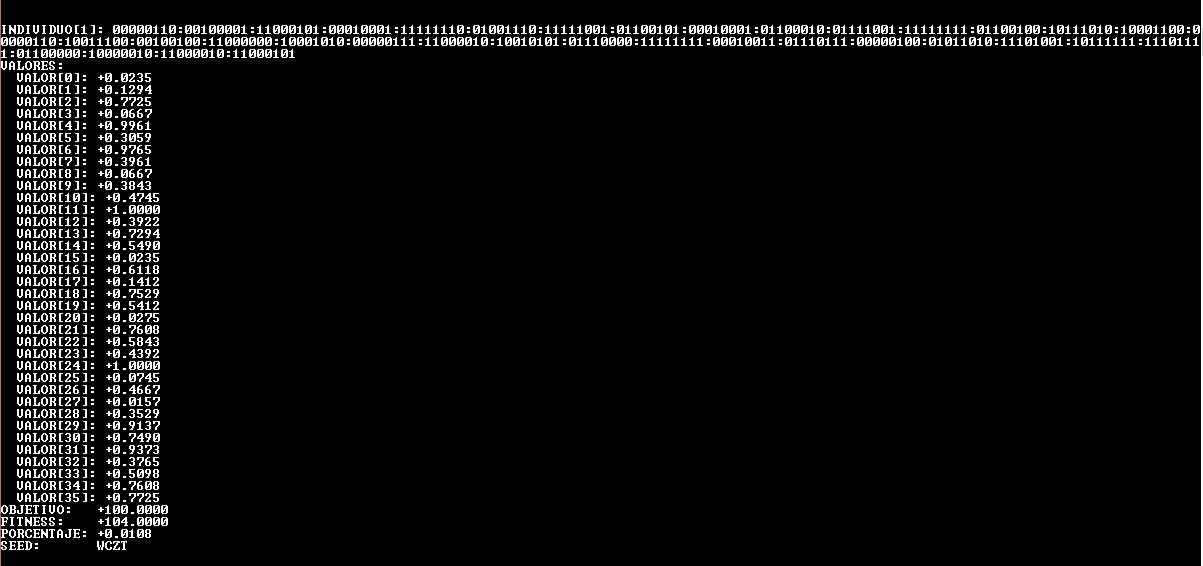 INDIVIDUO[1]: 00000110:00100001:11000101:00010001:11111110:01001110:11111001:01100101:00010001:01100010:01111001:11111111:01100100:10111010:10001100:0
0000110:10011100:00100100:11000000:10001010:00000111:11000010:10010101:01110000:11111111:00010011:01110111:00000100:01011010:11101001:10111111:1110111
1:01100000:10000010:11000010:11000101
VALORES:
VALOR[0]: +0.0235
VALOR[1]: +0.1294
VALOR[2]: +0.7725
VALOR[3]: +0.0667
VALOR[4]: +0.9961
VALOR[5]: +0.3059
VALOR[6]: +0.9765
VALOR[7]: +0.3961
VALOR[8]: +0.0667
VALOR[9]: +0.3843
VALOR[10]: +0.4745
VALOR[11]: +1.0000
VALOR[12]: +0.3922
VALOR[13]: +0.7294
VALOR[14]: +0.5490
VALOR[15]: +0.0235
VALOR[16]: +0.6118
VALOR[17]: +0.1412
VALOR[18]: +0.7529
VALOR[19]: +0.5412
VALOR[20]: +0.0275
VALOR[21]: +0.7608
VALOR[22]: +0.5843
VALOR[23]: +0.4392
VALOR[24]: +1.0000
VALOR[25]: +0.0745
VALOR[26]: +0.4667
VALOR[27]: +0.0157
VALOR[28]: +0.3529
VALOR[29]: +0.9137
VALOR[30]: +0.7490
VALOR[31]: +0.9373
VALOR[32]: +0.3765
VALOR[33]: +0.5098
VALOR[34]: +0.7608
VALOR[35]: +0.7725
OBJETIVO: +100.0000
FITNESS: +104.0000
PORCENTAJE: +0.0108
SEED: WCZT